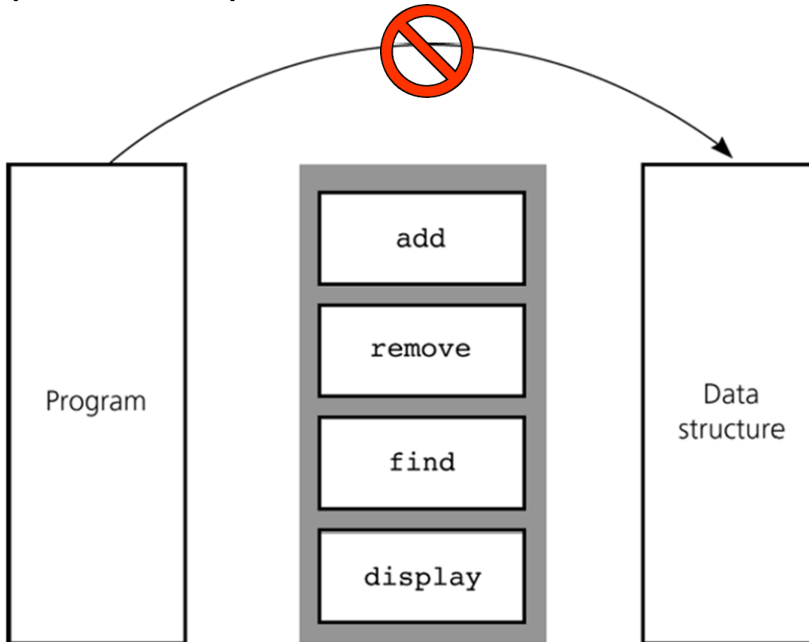 add
remove
Program
Data
structure
find
display